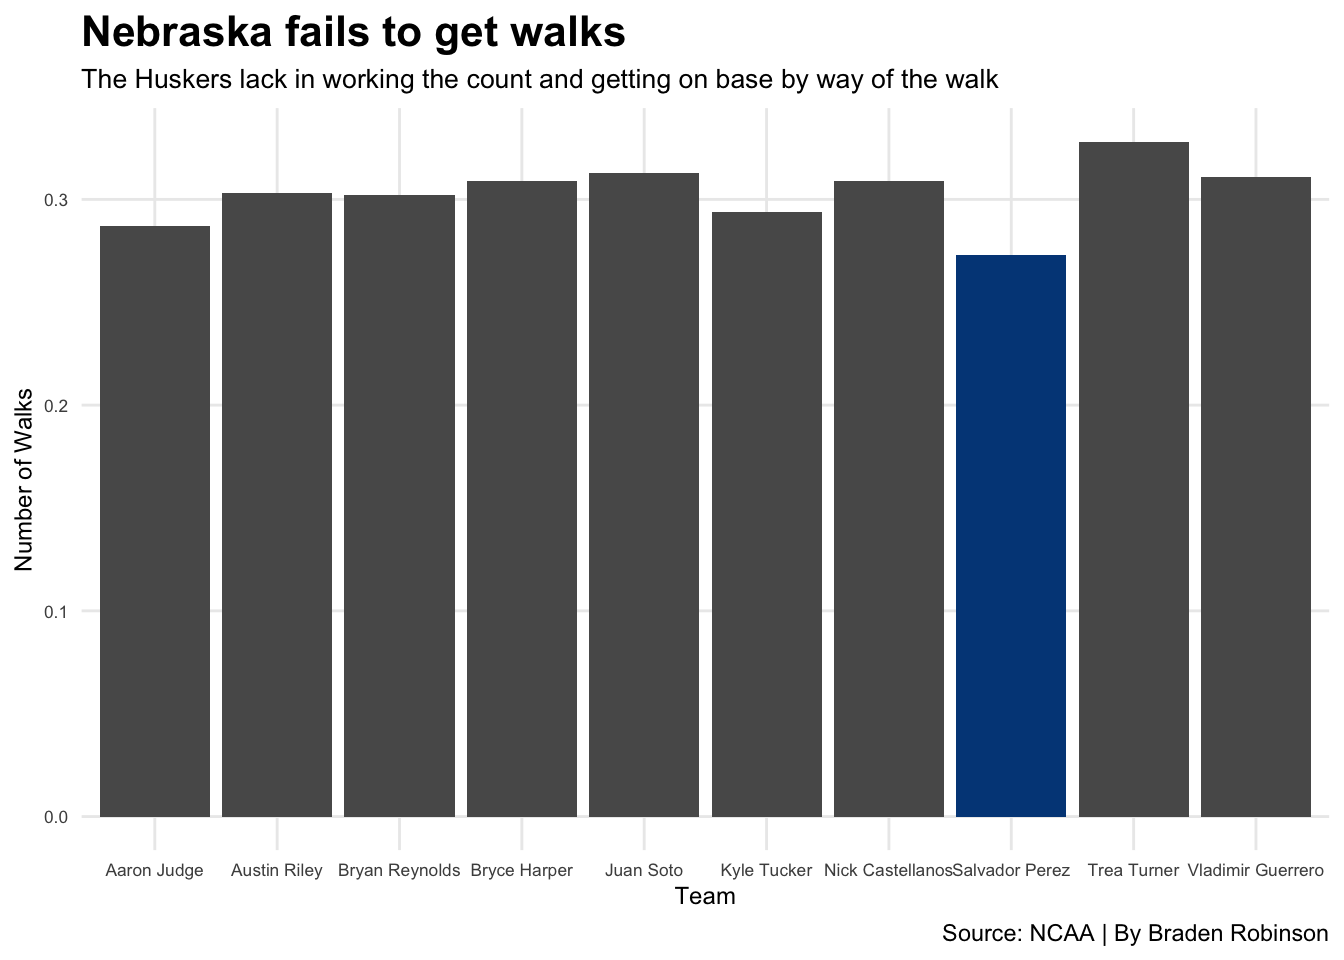 Nebraska fails to get walks
The Huskers lack in working the count and getting on base by way of the walk
Number of Walks
0.3
0.2
0.1
0.0
Aaron Judge Austin Riley Bryan Reynolds Bryce Harper Juan Soto Kyle Tucker Nick Castellanos Salvador Perez Trea Turner Vladimir Guerrero
Team
Source: NCAA | By Braden Robinson